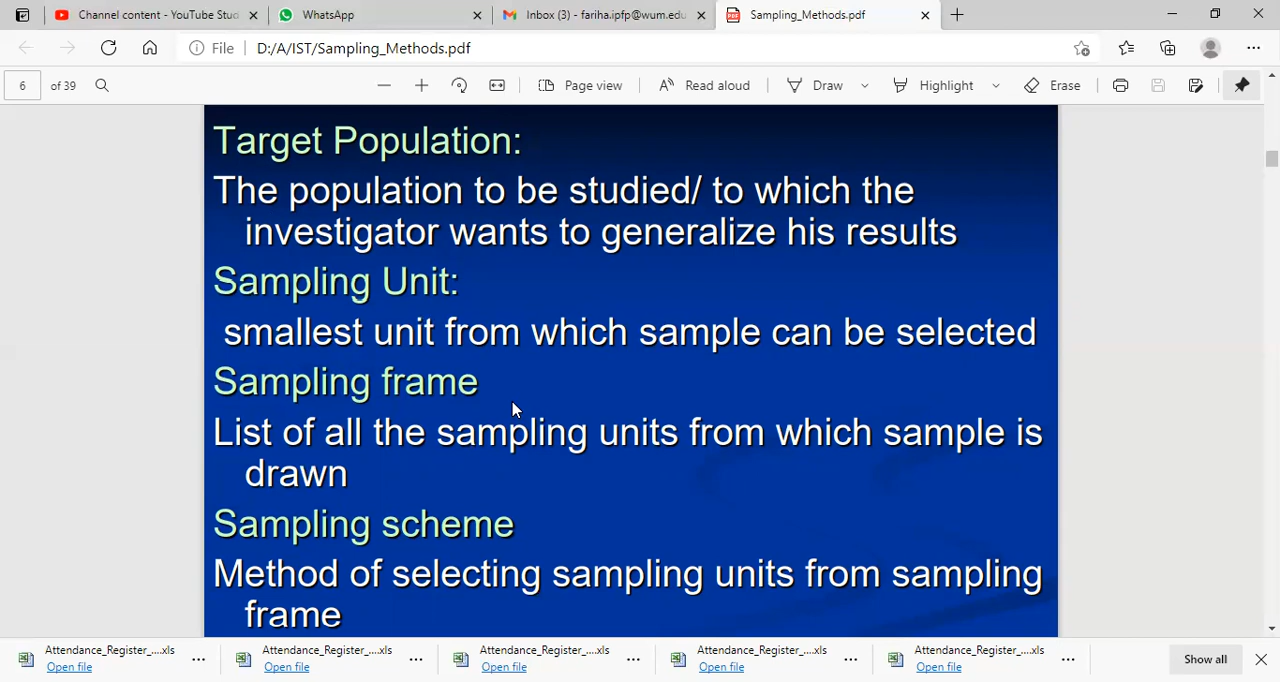 Channel content - YouTube Stu
WhatsApp
Inbox (3) - fariha.ipfp@wum.edu
Sampling_Methods.pdf
File
D:/A/IST/Sampling_Methods.pdf
6 of 39
Page view
Read aloud
Draw
Highlight
Erase
Target Population:
The population to be studied/ to which the
investigator wants to generalize his results
Sampling Unit:
smallest unit from which sample can be selected
Sampling frame
List of all the sampling units from which sample is
drawn
Sampling scheme
Method of selecting sampling units from sampling
frame
Attendance_Register_....xls
Open file
Attendance_Register_....xls
Open file
Attendance_Register_....xls
Open file
Attendance_Register_....xls
Open file
Attendance_Register_....xls
Open file
Show all